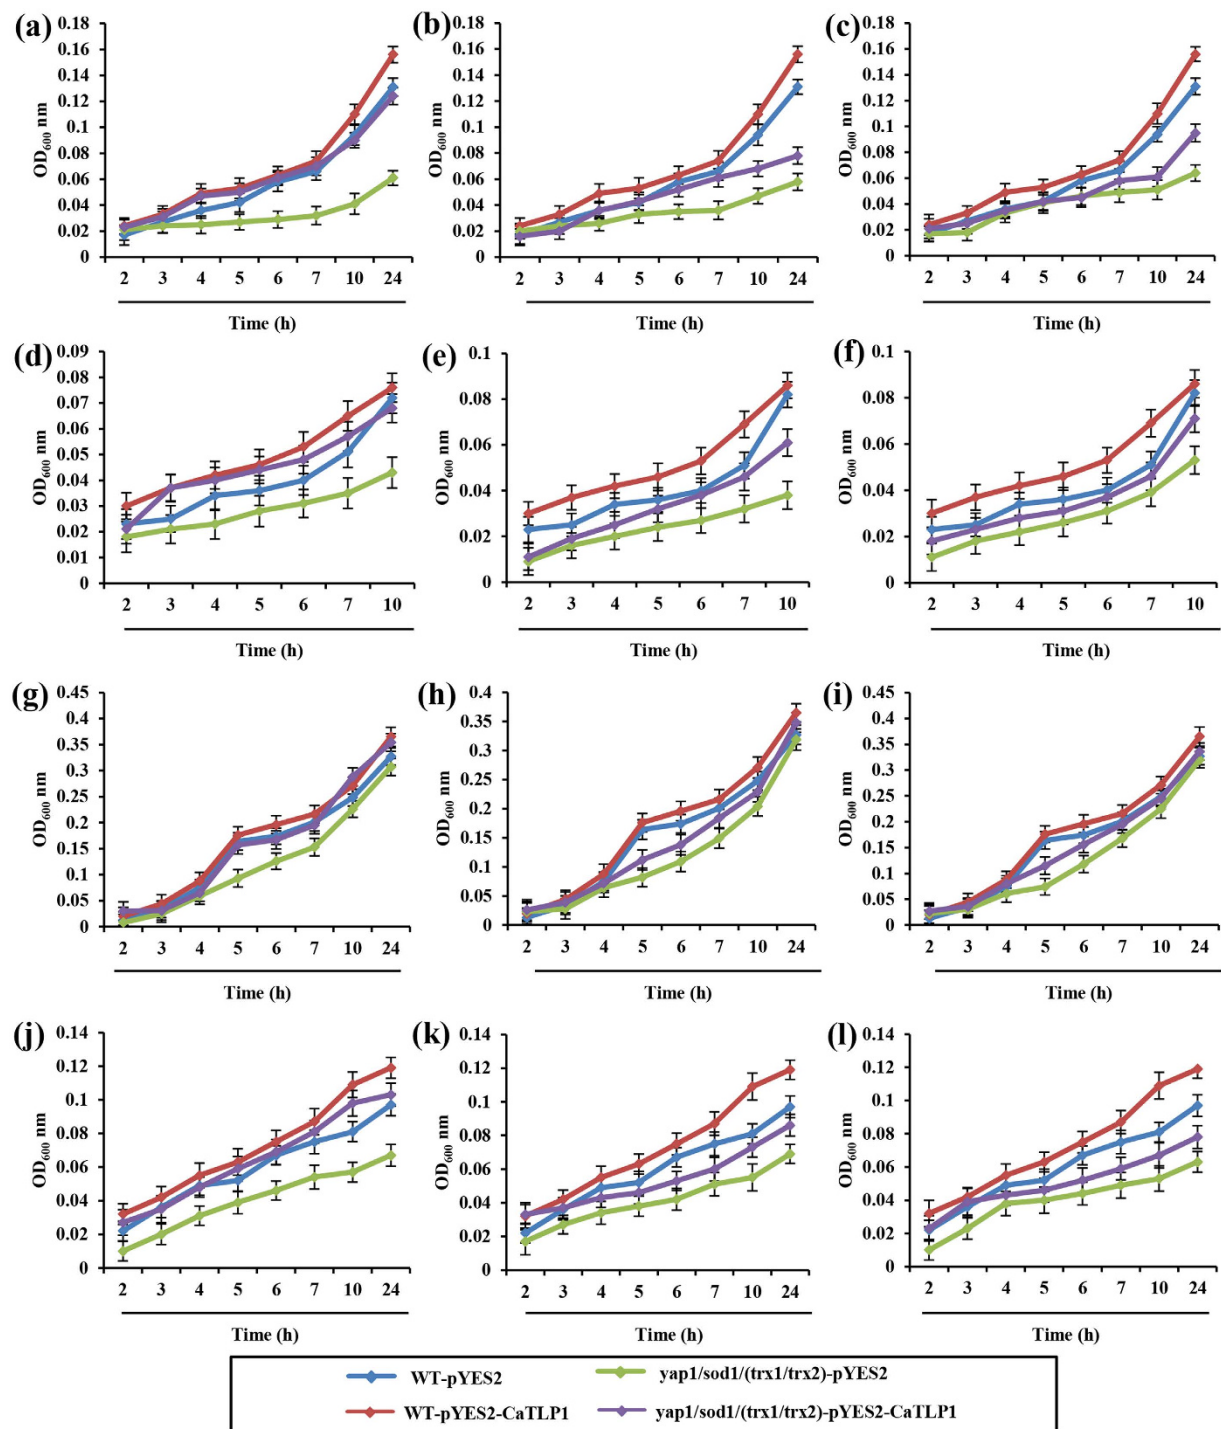 (a)
OD600 nm
0.18
0.16
0.14
0.12
0.1
0.08
0.06
0.04
0.02
0
2 3 4 5 6 7 10 24
Time (h)
(b)
0.18
0.16
0.14
0.12
0.1
0.08
0.06
0.04
0.02
0
OD600 nm
2 3 4 5 6 7 10 24
Time (h)
(c)
0.18
0.16
0.14
0.12
0.1
0.08
0.06
0.04
0.02
0
OD600 nm
2 3 4 5 6 7 10 24
Time (h)
(d)
0.09
0.08
0.07
0.06
0.05
0.04
0.03
0.02
0.01
0
OD600 nm
2 3 4 5 6 7 10
Time (h)
(e)
0.1
0.08
0.06
0.04
0.02
0
OD600 nm
2 3 4 5 6 7 10
Time (h)
(f)
0.1
0.08
0.06
0.04
0.02
0
OD600 nm
2 3 4 5 6 7 10
Time (h)
(g)
0.45
0.4
0.35
0.3
0.25
0.2
0.15
0.1
0.05
0
OD600 nm
2 3 4 5 6 7 10 24
Time (h)
(h)
0.4
0.35
0.3
0.25
0.2
0.15
0.1
0.05
0
OD600 nm
2 3 4 5 6 7 10 24
Time (h)
(i)
0.45
0.4
0.35
0.3
0.25
0.2
0.15
0.1
0.05
0
OD600 nm
2 3 4 5 6 7 10 24
Time (h)
(j)
0.14
0.12
0.1
0.08
0.06
0.04
0.02
0
OD600 nm
2 3 4 5 6 7 10 24
Time (h)
(k)
0.14
0.12
0.1
0.08
0.06
0.04
0.02
0
OD600 nm
2 3 4 5 6 7 10 24
Time (h)
(l)
0.14
0.12
0.1
0.08
0.06
0.04
0.02
0
OD600 nm
2 3 4 5 6 7 10 24
Time (h)
WT-pYES2
yap1/sod1/(trx1/trx2)-pYES2
WT-pYES2-CaTLP1
yap1/sod1/(trx1/trx2)-pYES2-CaTLP1